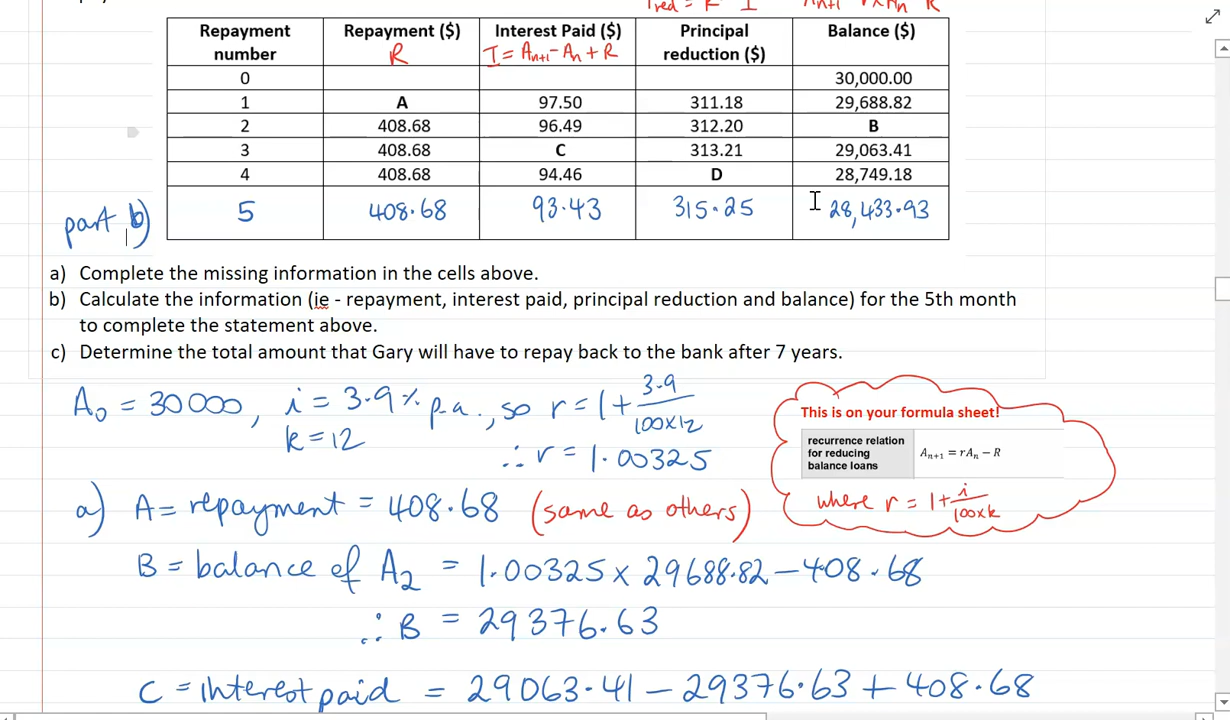 Repayment number Repayment ($) Interest Paid ($) Principal reduction ($) Balance ($)
R I = An+1 - An + R
0 30,000.00
1 A 97.50 311.18 29,688.82
2 408.68 96.49 312.20 B
3 408.68 C 313.21 29,063.41
4 408.68 94.46 D 28,749.18
part b) 5 408.68 93.43 315.25 28,433.93
a) Complete the missing information in the cells above.
b) Calculate the information (ie - repayment, interest paid, principal reduction and balance) for the 5th month
to complete the statement above.
c) Determine the total amount that Gary will have to repay back to the bank after 7 years.
A0 = 30000, i = 3.9% p.a., so r = 1 + 3.9/100×12
k = 12
∴ r = 1.00325
This is on your formula sheet!
recurrence relation for reducing balance loans An+1 = rAn – R
where r = 1 + i/100×k
a) A = repayment = 408.68 (same as others)
B = balance of A2 = 1.00325 × 29688.82 - 408.68
∴ B = 29376.63
C = interest paid = 29063.41 - 29376.63 + 408.68